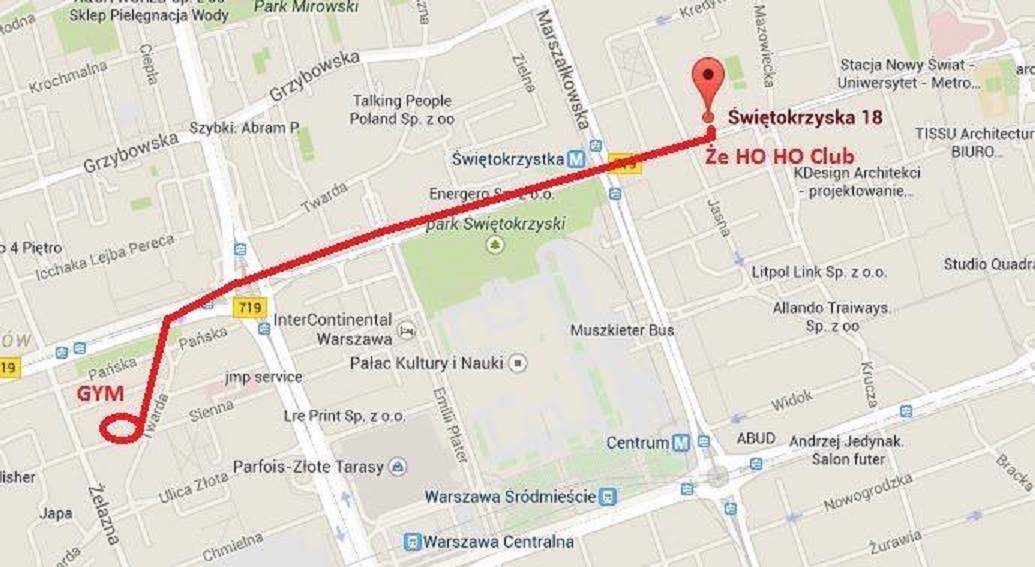 Sklep Pielęgnacja Wody
Park Mirowski
Kredyt
Mazowiecka
Marszałkowska
Ciepła
Krochmalna
Grzybowska
Zielna
Stacja Nowy Świat -
Uniwersytet - Metro...
Talking People
Poland Sp. z oo
Świętokrzyska 18
Szybki: Abram P.
Grzybowska
TISSU Architectur
BIURO...
Świętokrzystka M
Że HO HO Club
KDesign Architekci
- projektowanie...
Energero Sp. z o.o.
Twarda
park Świętokrzyski
Jasna
o 4 Piętro
Icchaka Lejba Pereca
Litpol Link Sp. z o.o.
Studio Quadra
719
Allando Traiways.
Sp. z oo
InterContinental
Warszawa
Muszkieter Bus
ÓW
Pańska
Pańska
19
Pałac Kultury i Nauki
jmp service
GYM
Krucza
Sienna
Twarda
Lre Print Sp. z o.o.
Emilii Plater
Widok
Centrum M
ABUD
Andrzej Jedynak.
Salon futer
Parfois-Złote Tarasy
lisher
Ulica Złota
Warszawa Śródmieście
Nowogrodzka
Bracka
Japa
Żelazna
Chmielna
Warszawa Centralna
Żurawia